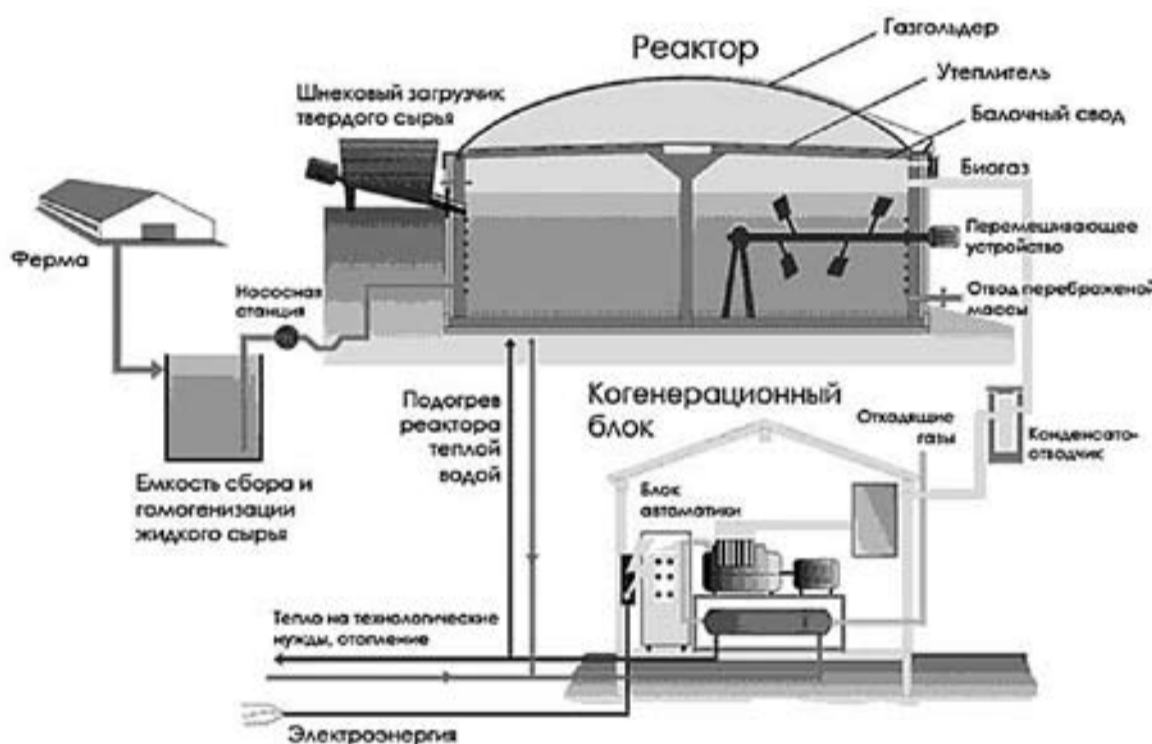 Реактор
Газгольдер
Утеплитель
Балочный свод
Шнековый загрузчик
твердого сырья
Биогаз
Перемешивающее
устройство
Ферма
Насосная
станция
Отвод переброженой
массы
Подогрев
реактора
теплой
водой
Когенерационный
блок
Отходящие
газы
Конденсато-
отводчик
Емкость сбора и
гомогенизации
жидкого сырья
Блок
автоматики
Тепло на технологические
нужды, отопление
Электроэнергия